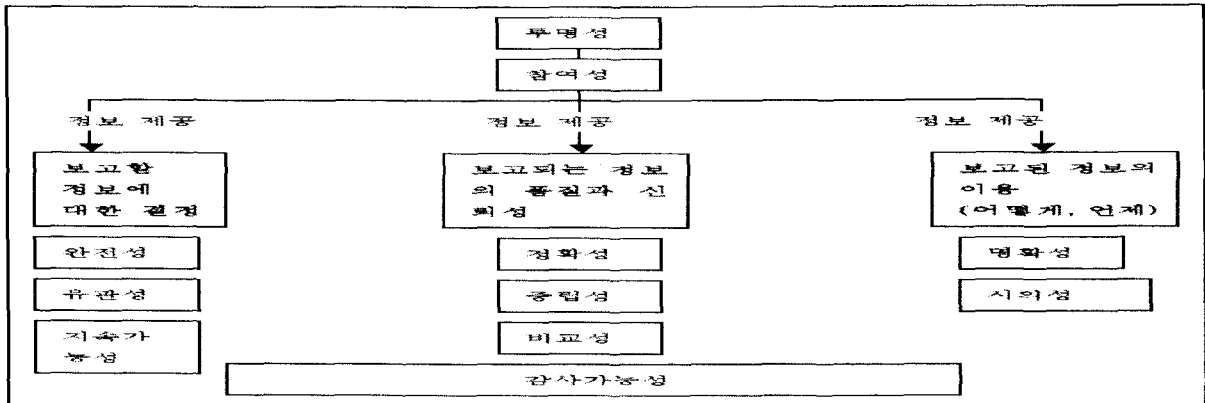 투명성
참여성
정보 제공
정보 제공
정보 제공
보고할
정보에
대한 결정
보고되는 정보
의 품질과 신
뢰성
보고된 정보의
이용
(어떻게, 언제)
완전성
유관성
지속가
능성
정확성
중립성
비교성
명확성
시의성
감사가능성